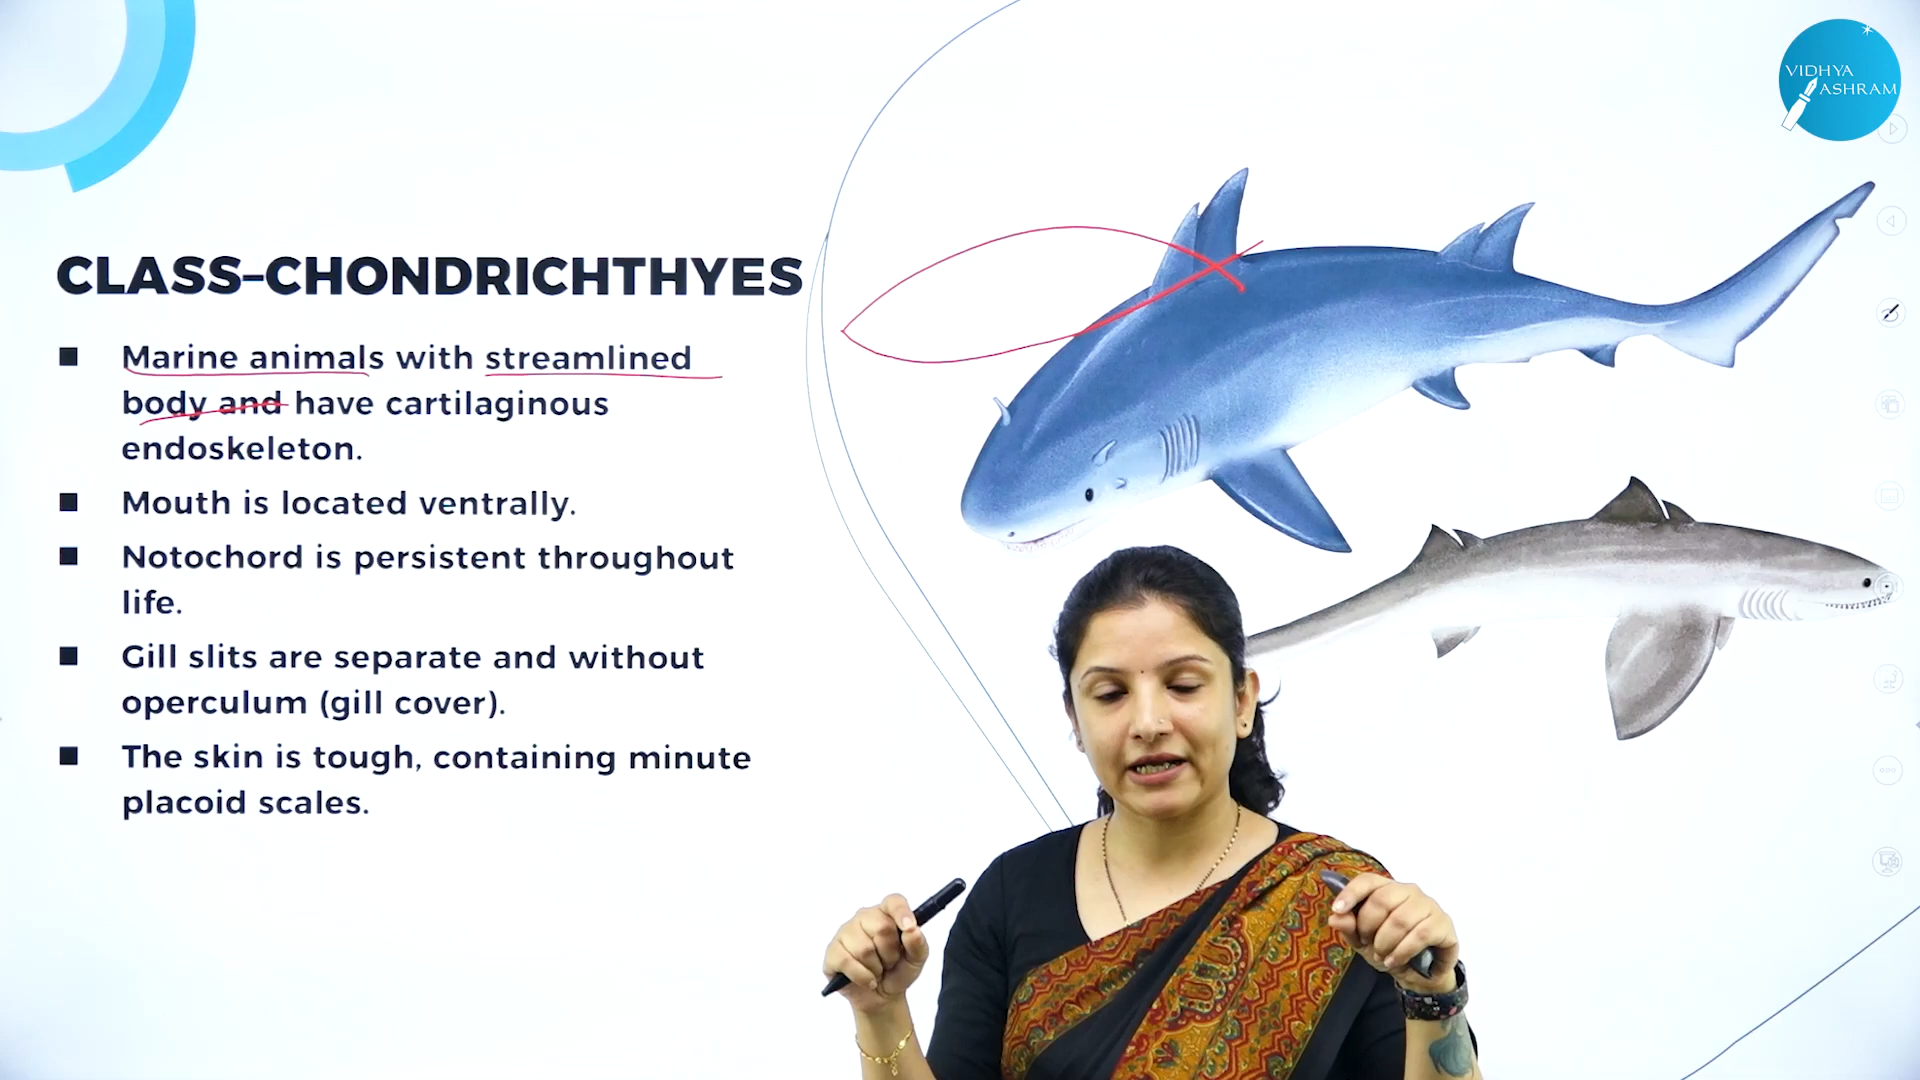 VIDHYA
ASHRAM
CLASS–CHONDRICHTHYES
■ Marine animals with streamlined
body and have cartilaginous
endoskeleton.
■ Mouth is located ventrally.
■ Notochord is persistent throughout
life.
■ Gill slits are separate and without
operculum (gill cover).
■ The skin is tough, containing minute
placoid scales.